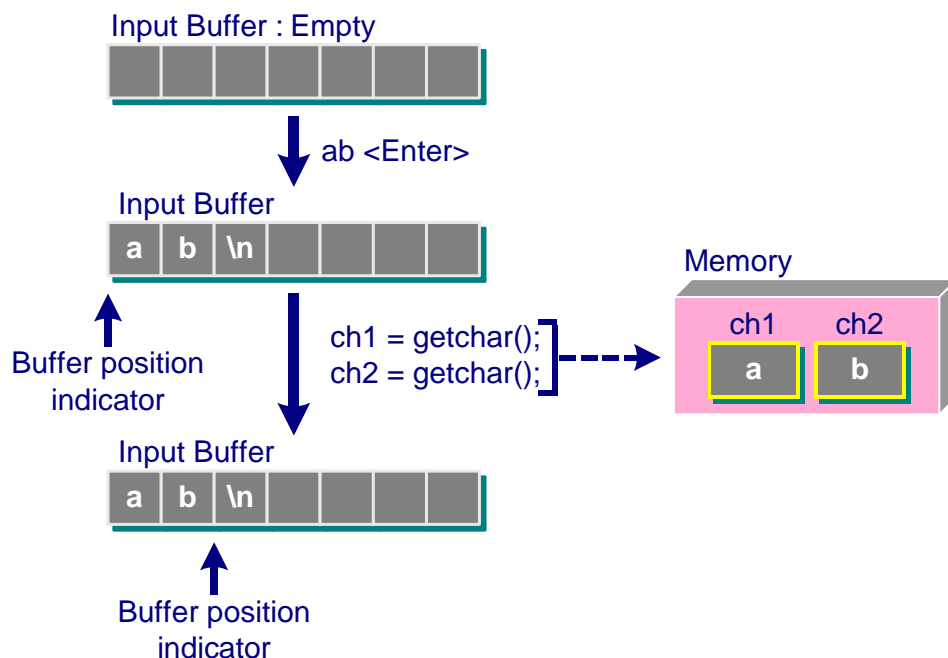 Input Buffer : Empty
ab <Enter>
Input Buffer
a b \n
Buffer position
indicator
ch1 = getchar();
ch2 = getchar();
Memory
ch1 ch2
a b
Input Buffer
a b \n
Buffer position
indicator